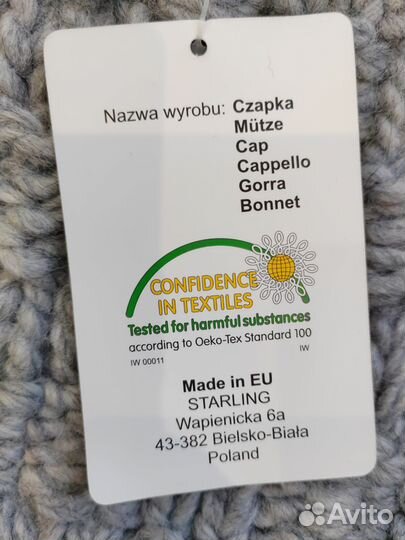 Nazwa wyrobu: Czapka
Mütze
Cap
Cappello
Gorra
Bonnet
CONFIDENCE
IN TEXTILES
Tested for harmful substances
according to Oeko-Tex Standard 100
IW 00011 IW
Made in EU
STARLING
Wapienicka 6a
43-382 Bielsko-Biała
Poland
Avito